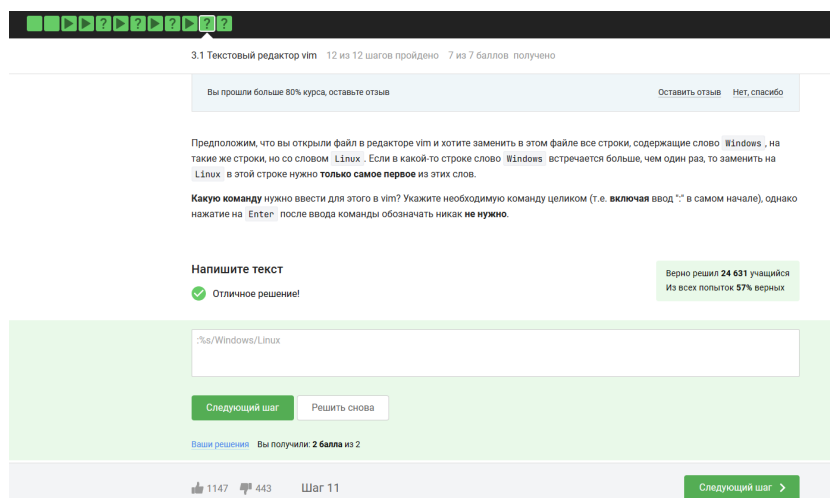 ? ? ? ? ?
3.1 Текстовый редактор vim 12 из 12 шагов пройдено 7 из 7 баллов получено
Вы прошли больше 80% курса, оставьте отзыв Оставить отзыв Нет, спасибо
Предположим, что вы открыли файл в редакторе vim и хотите заменить в этом файле все строки, содержащие слово Windows , на
такие же строки, но со словом Linux . Если в какой-то строке слово Windows встречается больше, чем один раз, то заменить на
Linux в этой строке нужно только самое первое из этих слов.
Какую команду нужно ввести для этого в vim? Укажите необходимую команду целиком (т.е. включая ввод ":" в самом начале), однако
нажатие на Enter после ввода команды обозначать никак не нужно.
Напишите текст
Верно решил 24 631 учащийся
Отличное решение!
Из всех попыток 57% верных
:%s/Windows/Linux
Следующий шаг Решить снова
Ваши решения Вы получили: 2 балла из 2
1147 443 Шаг 11 Следующий шаг